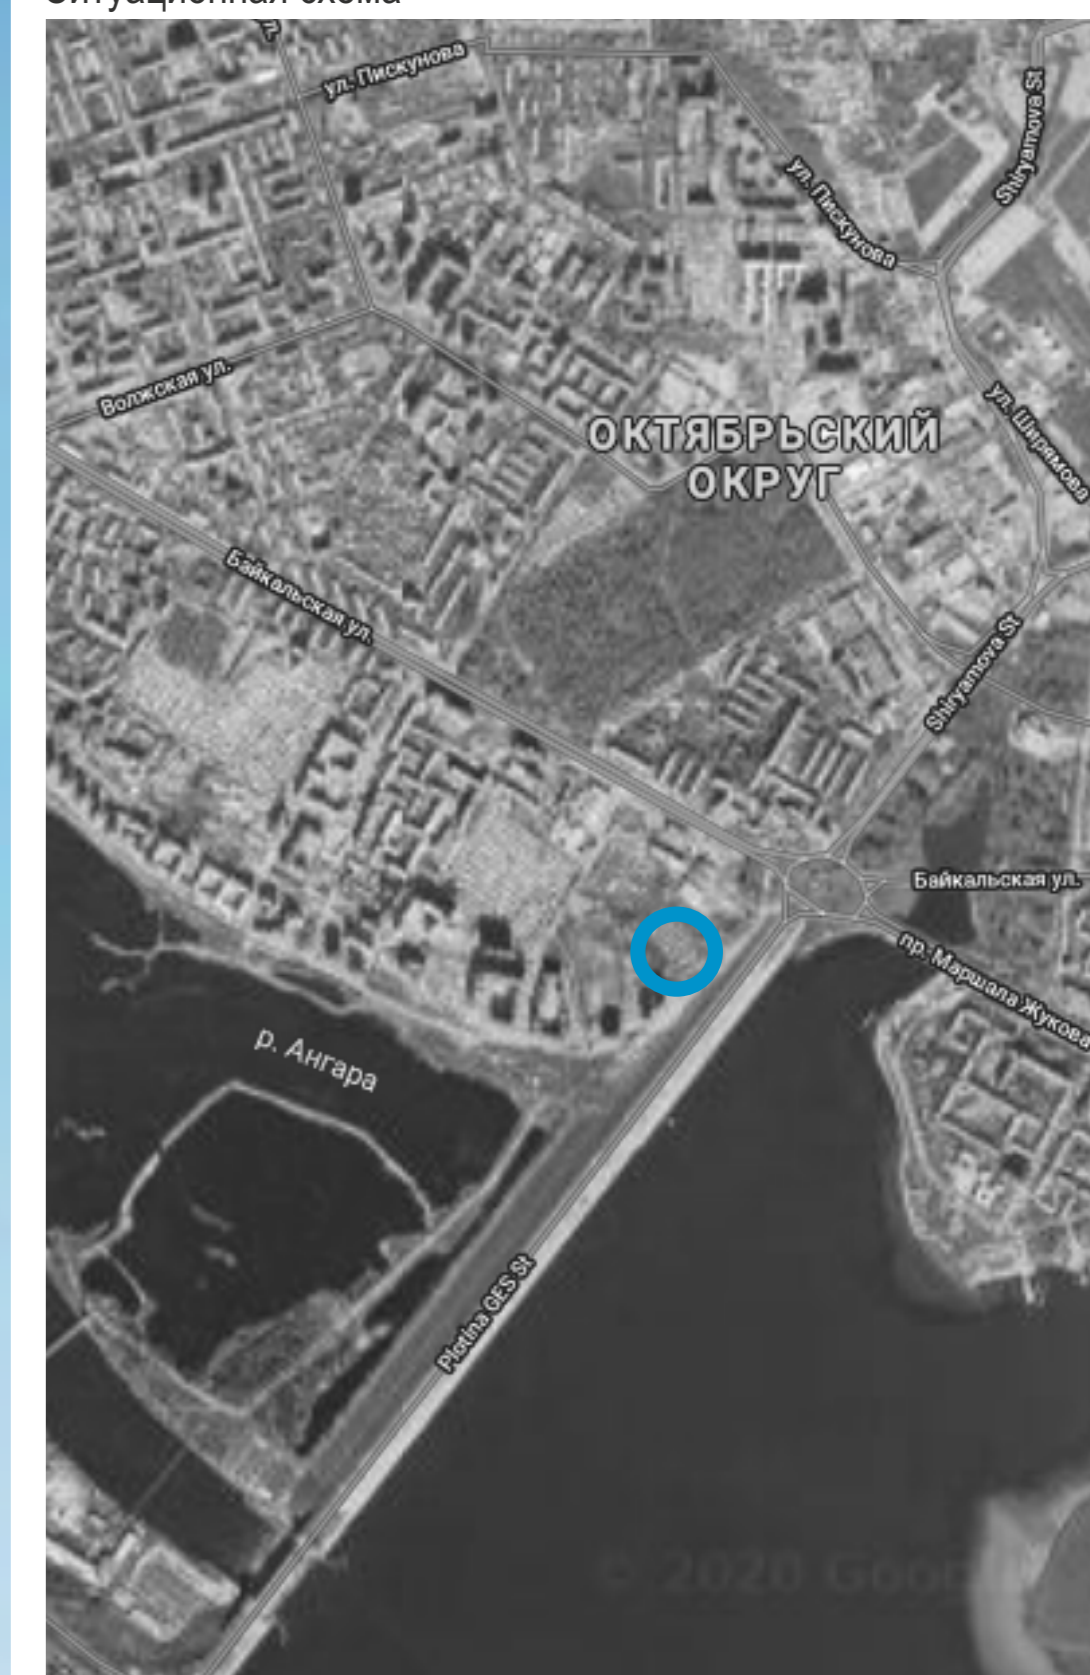 Ситуационная схема
ул. Пискунова
Shiryamova St
ул. Пискунова
Волжская ул.
ул. Ширямова
ОКТЯБРЬСКИЙ
ОКРУГ
Байкальская ул.
Shiryamova St
Байкальская ул.
пр. Маршала Жукова
р. Ангара
Plotina GES St
© 2020 Goo